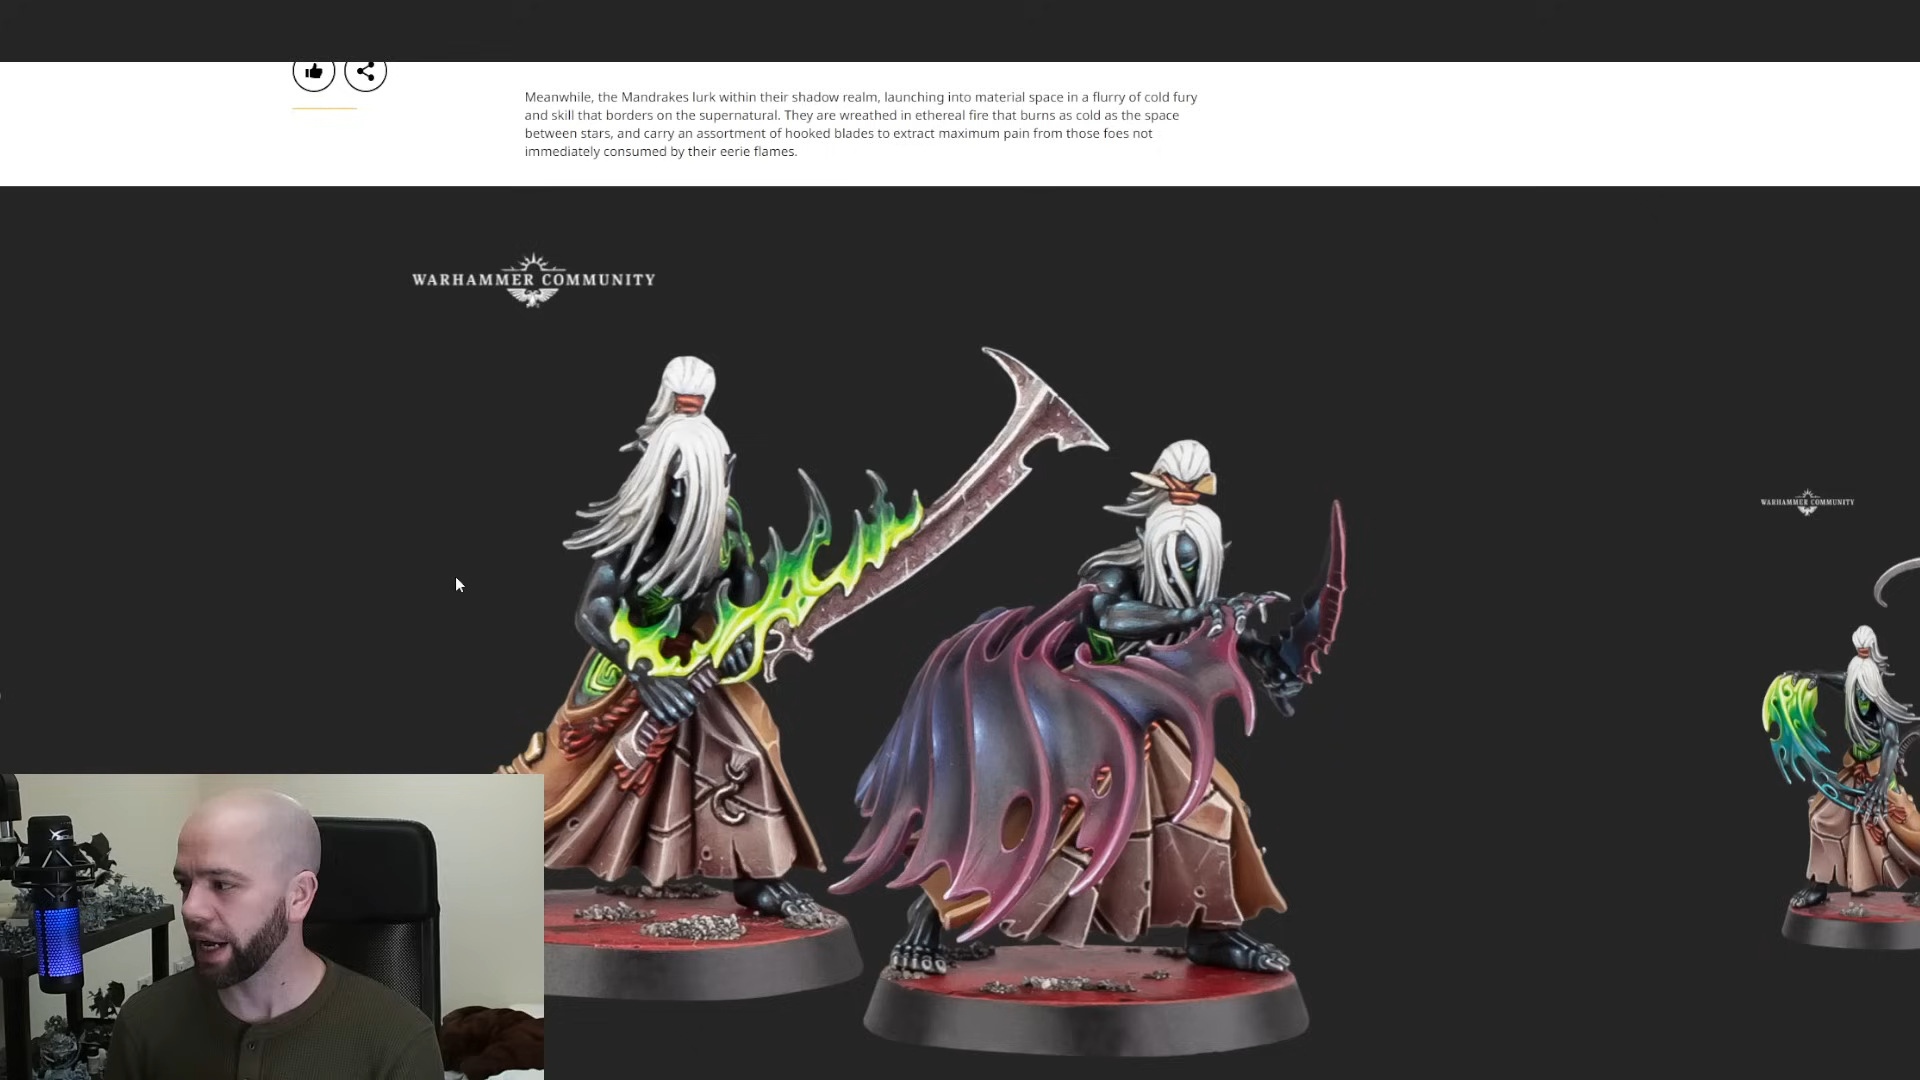 Meanwhile, the Mandrakes lurk within their shadow realm, launching into material space in a flurry of cold fury
and skill that borders on the supernatural. They are wreathed in ethereal fire that burns as cold as the space
between stars, and carry an assortment of hooked blades to extract maximum pain from those foes not
immediately consumed by their eerie flames.
WARHAMMER COMMUNITY
WARHAMMER COMMUNITY